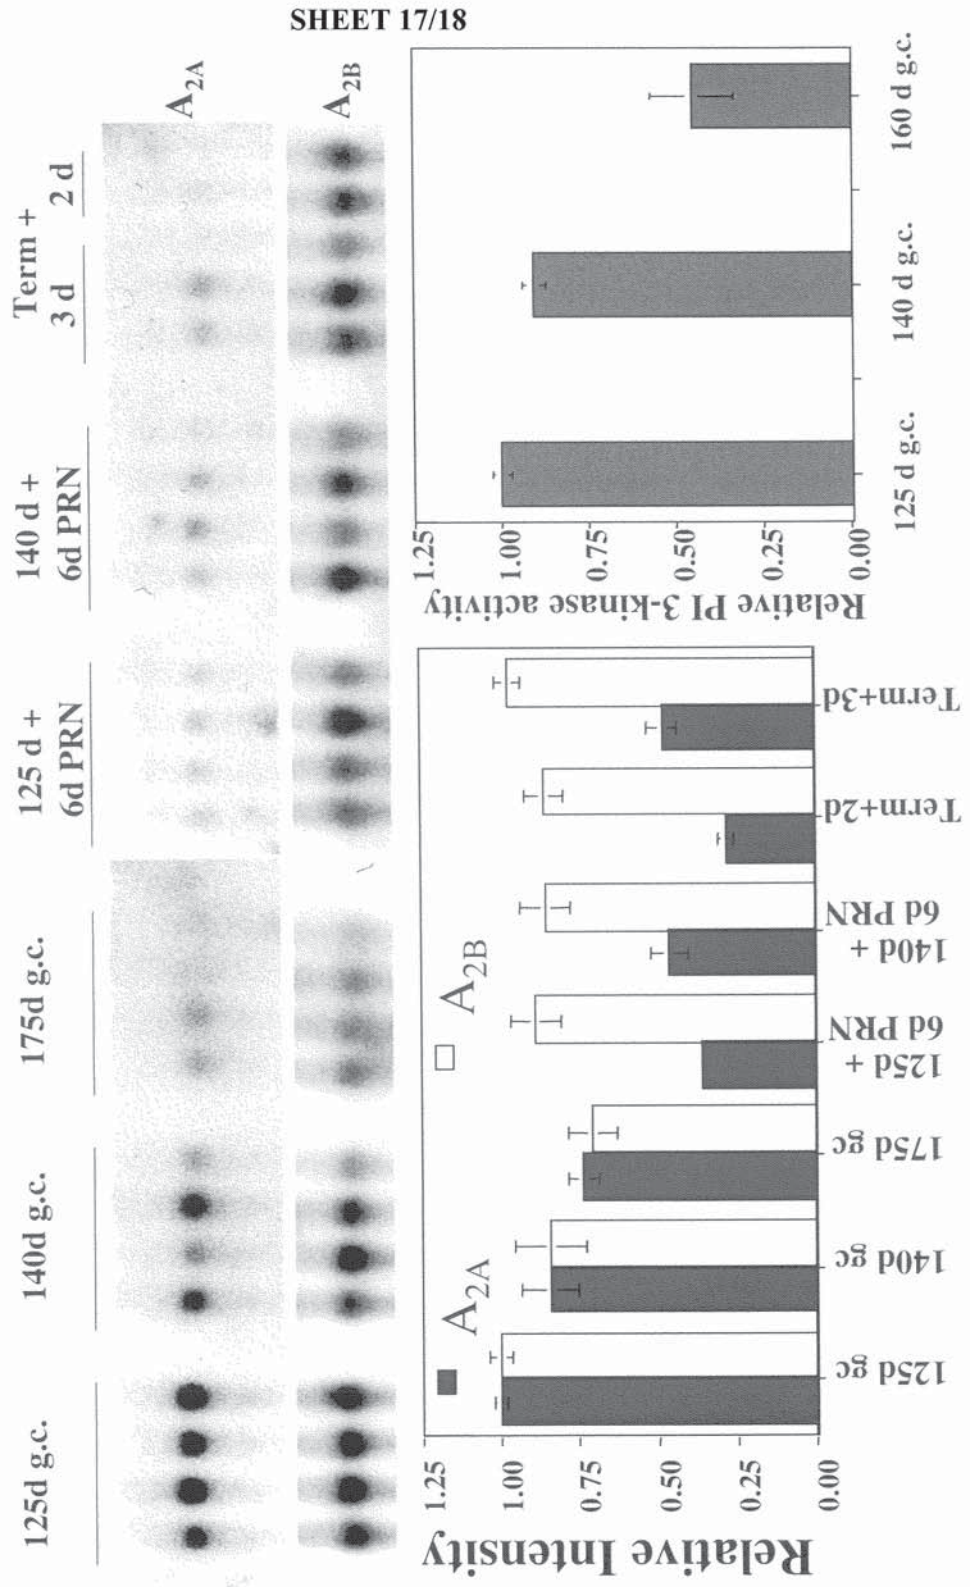 SHEET 17/18
125d g.c.
140d g.c.
175d g.c.
125 d +
6d PRN
140 d +
6d PRN
Term +
3 d
2 d
A2A
A2B
Relative Intensity
1.25
1.00
0.75
0.50
0.25
0.00
A2A
A2B
125d gc
140d gc
175d gc
125d +
6d PRN
140d +
6d PRN
Term+2d
Term+3d
Relative PI 3-kinase activity
1.25
1.00
0.75
0.50
0.25
0.00
125 d g.c.
140 d g.c.
160 d g.c.